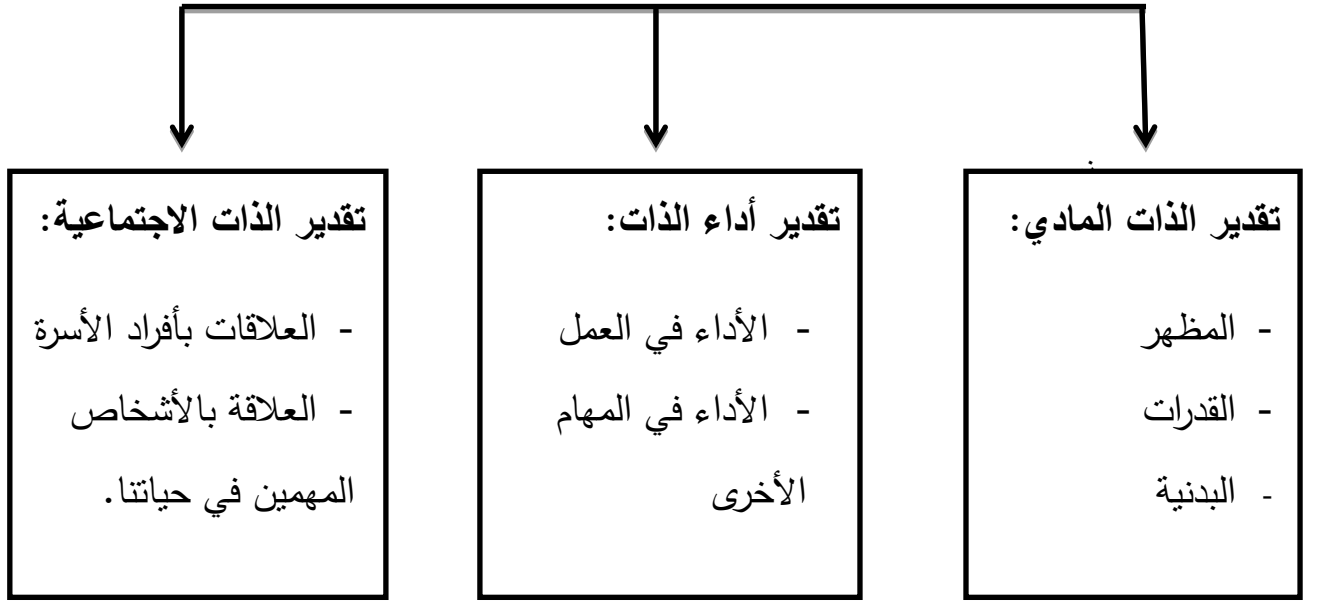 تقدير الذات المادي:
- المظهر
- القدرات
- البدنية
تقدير أداء الذات:
- الأداء في العمل
- الأداء في المهام
الأخرى
تقدير الذات الاجتماعية:
- العلاقات بأفراد الأسرة
- العلاقة بالأشخاص
المهمين في حياتنا.